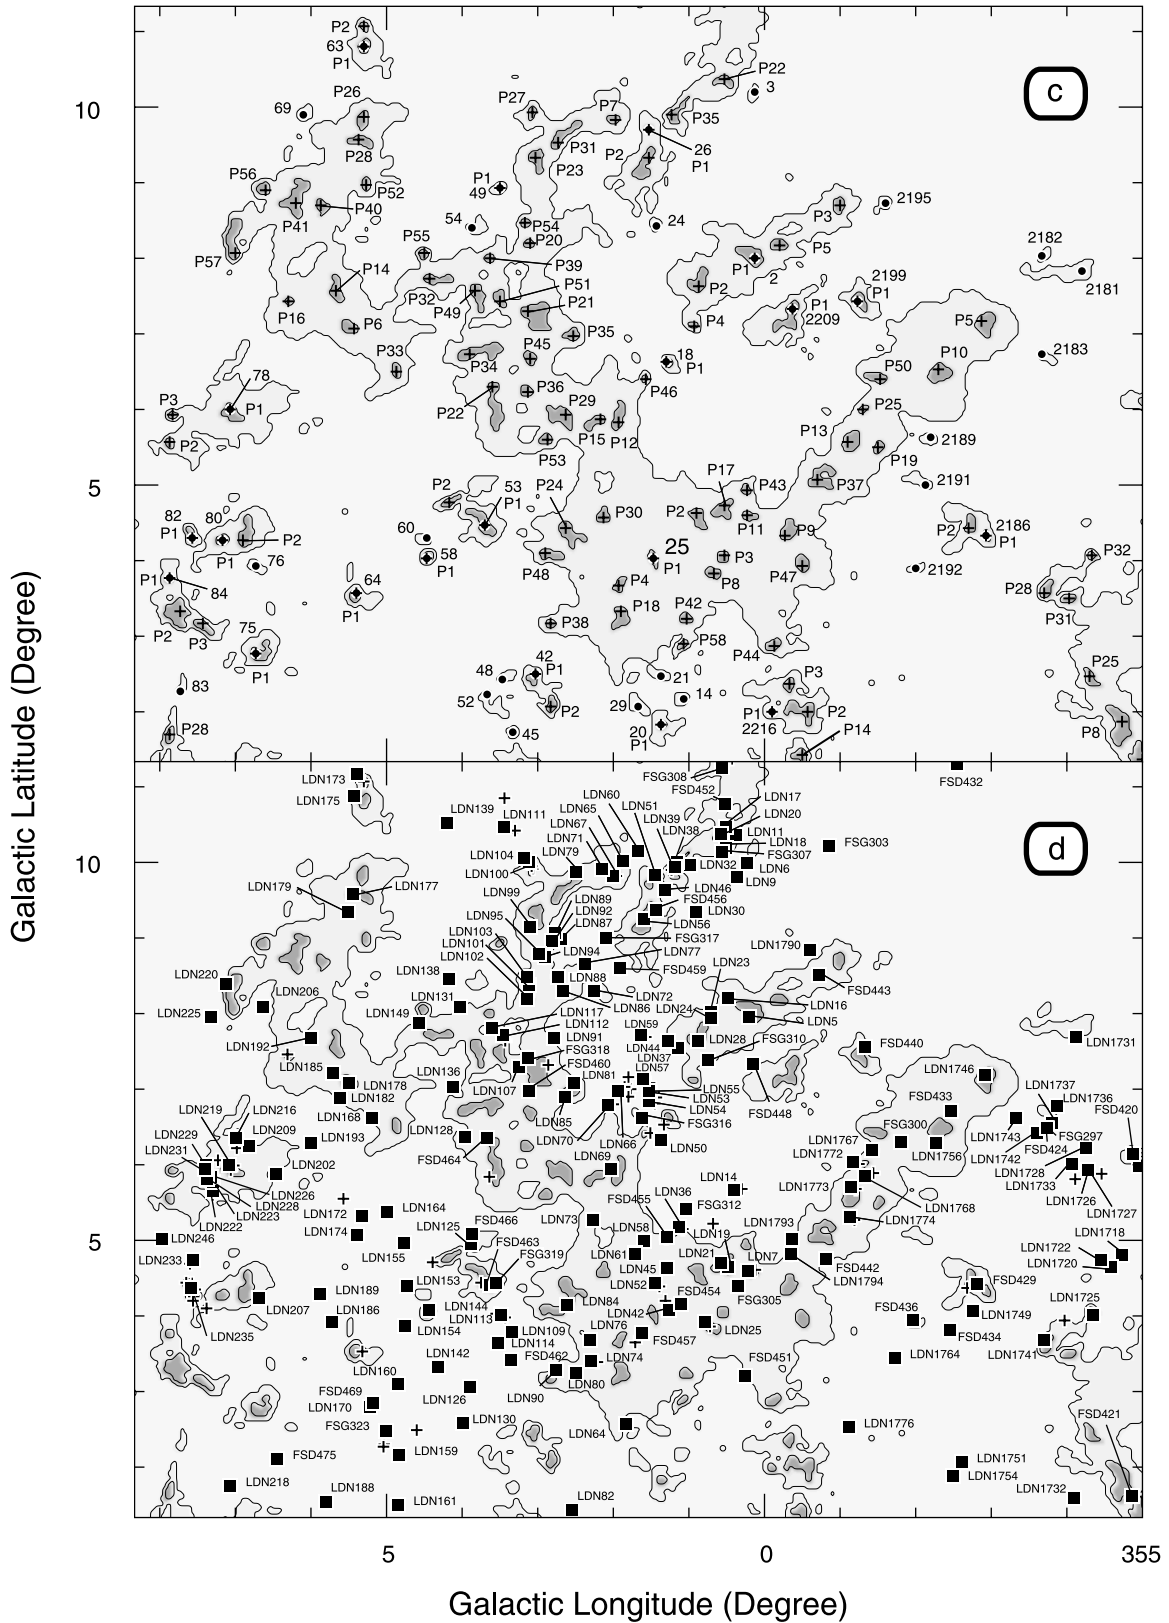 c
P2
63
P1
P22
3
10
69
P26
P27
P7
P35
P31
P2
26
P1
P28
P23
P56
P52
P1
49
P41
P40
54
P54
24
P3
2195
P57
P55
P20
P5
2182
P39
P1
2
2181
P14
P51
P2
2199
P1
P32
P49
P21
P1
2209
P16
P6
P35
P4
P5
P33
P34
P45
18
P1
P50
P10
2183
78
P46
P3
P1
P22
P36
P29
P25
P2
P15
P12
P13
2189
P53
P19
P17
5
P2
53
P1
P24
P43
P37
2191
82
80
P30
P2
P11
P9
P2
2186
P1
60
25
P1
P2
P1
76
58
P1
P48
P3
P8
P47
2192
P32
P1
84
64
P1
P4
P28
P31
P2
P3
75
P38
P18
P42
P58
P44
P1
48
42
P1
21
P3
P25
83
52
P2
29
14
P1
2216
P2
P8
P28
45
20
P1
P14
d
LDN173
FSG308
FSD432
LDN175
FSD452
LDN60
LDN139
LDN65
LDN51
LDN17
LDN111
LDN67
LDN39
LDN20
LDN71
LDN38
LDN11
10
LDN79
LDN18
FSG303
LDN104
FSG307
LDN100
LDN32
LDN6
LDN179
LDN177
LDN99
LDN46
LDN9
LDN89
FSD456
LDN95
LDN92
LDN30
LDN103
LDN87
LDN56
LDN101
FSG317
LDN1790
LDN102
LDN94
LDN77
LDN23
LDN220
LDN138
LDN88
FSD459
FSD443
LDN206
LDN131
LDN72
LDN16
LDN225
LDN149
LDN117
LDN86
LDN24
LDN5
LDN112
LDN59
LDN192
LDN91
LDN44
LDN28
FSG310
FSD440
LDN1731
FSG318
LDN37
LDN185
LDN136
FSD460
LDN57
LDN1746
LDN178
LDN81
LDN1737
LDN182
LDN107
LDN55
FSD433
LDN1736
LDN219
LDN216
LDN168
LDN53
FSD448
FSD420
LDN54
LDN229
LDN209
LDN128
LDN85
FSG316
FSG300
LDN1743
FSG297
LDN231
LDN193
LDN70
LDN1767
FSD424
LDN66
LDN50
LDN1756
LDN1742
FSD464
LDN1772
LDN202
LDN69
LDN1728
LDN226
LDN14
LDN1733
LDN228
LDN1773
LDN1726
LDN223
LDN172
LDN164
FSD455
LDN36
LDN1768
LDN1727
LDN222
FSG312
LDN174
FSD466
LDN73
LDN1793
LDN1774
LDN1718
LDN246
LDN125
LDN58
LDN19
5
LDN155
FSD463
LDN1722
LDN233
FSG319
LDN61
LDN21
LDN7
FSD442
LDN1720
LDN45
LDN1794
LDN153
LDN52
FSD429
LDN189
FSD454
LDN1725
LDN207
LDN144
LDN84
FSG305
LDN186
LDN113
LDN42
FSD436
LDN1749
LDN235
LDN154
LDN109
LDN76
LDN25
LDN114
FSD457
FSD434
LDN142
FSD462
LDN74
FSD451
LDN1764
LDN1741
LDN160
FSD469
LDN80
LDN126
LDN90
LDN170
FSD421
FSG323
LDN130
LDN64
LDN1776
LDN159
FSD475
LDN1751
LDN1754
LDN218
LDN188
LDN161
LDN82
LDN1732
5
0
355
Galactic Longitude (Degree)
Galactic Latitude (Degree)